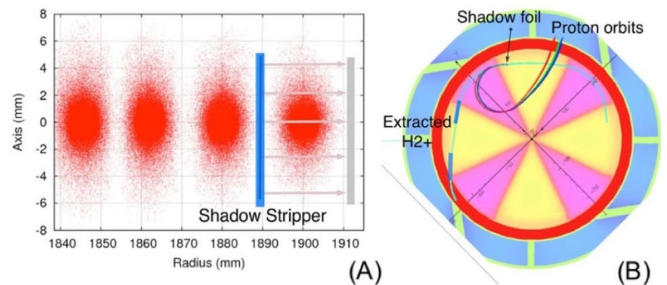 8
6
4
2
0
-2
-4
-6
-8
Axis (mm)
Shadow Stripper
1840 1850 1860 1870 1880 1890 1900 1910
Radius (mm)
(A)
Shadow foil
Proton orbits
Extracted
H2+
(B)